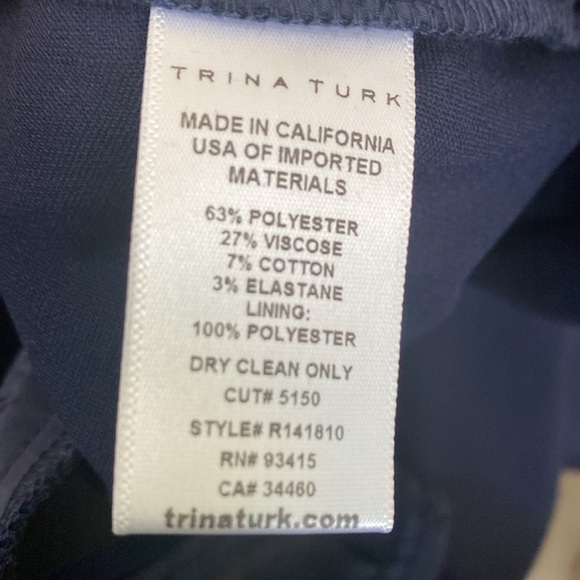 TRINA TURK
MADE IN CALIFORNIA
USA OF IMPORTED
MATERIALS
63% POLYESTER
27% VISCOSE
7% COTTON
3% ELASTANE
LINING:
100% POLYESTER
DRY CLEAN ONLY
CUT# 5150
STYLE# R141810
RN# 93415
CA# 34460
trinaturk.com